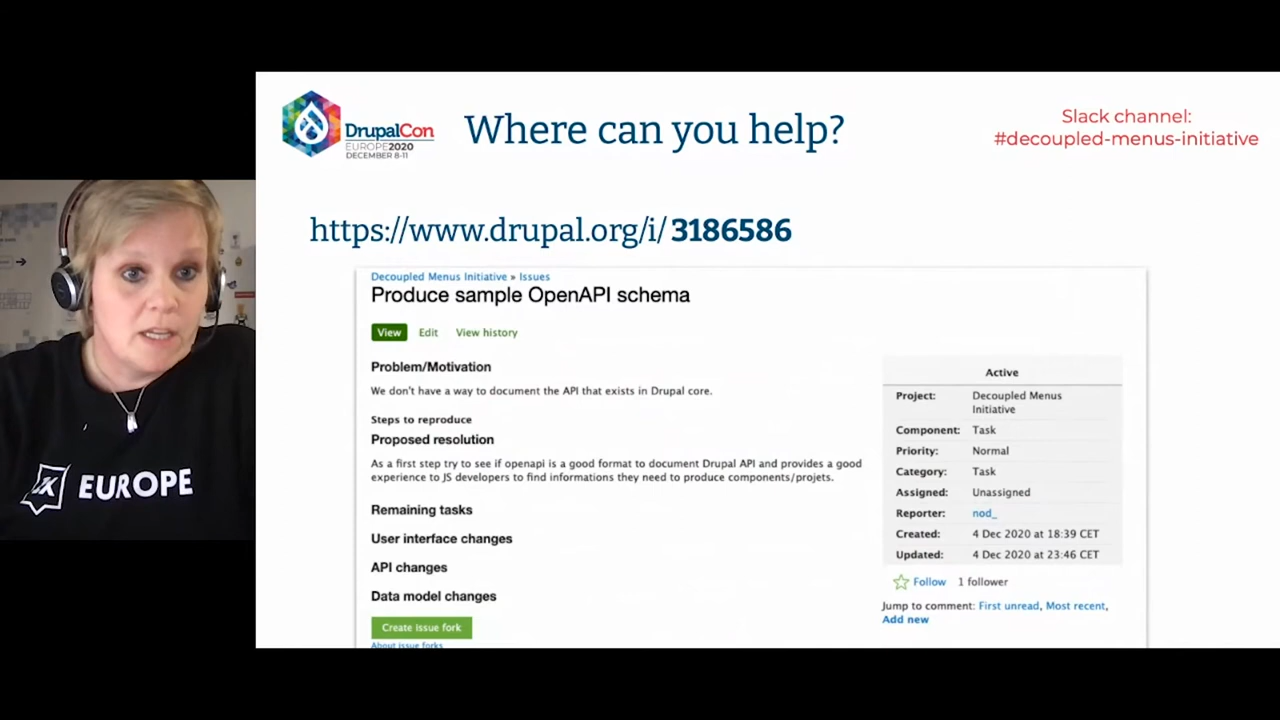 DrupalCon
EUROPE2020
DECEMBER 8-11
Where can you help?
Slack channel:
#decoupled-menus-initiative
https://www.drupal.org/i/3186586
Decoupled Menus Initiative » Issues
Produce sample OpenAPI schema
View Edit View history
Problem/Motivation
We don't have a way to document the API that exists in Drupal core.
Steps to reproduce
Proposed resolution
As a first step try to see if openapi is a good format to document Drupal API and provides a good
experience to JS developers to find informations they need to produce components/projets.
Remaining tasks
User interface changes
API changes
Data model changes
Create issue fork
About issue forks
Active
Project: Decoupled Menus
Initiative
Component: Task
Priority: Normal
Category: Task
Assigned: Unassigned
Reporter: nod_
Created: 4 Dec 2020 at 18:39 CET
Updated: 4 Dec 2020 at 23:46 CET
Follow 1 follower
Jump to comment: First unread, Most recent,
Add new
EUROPE